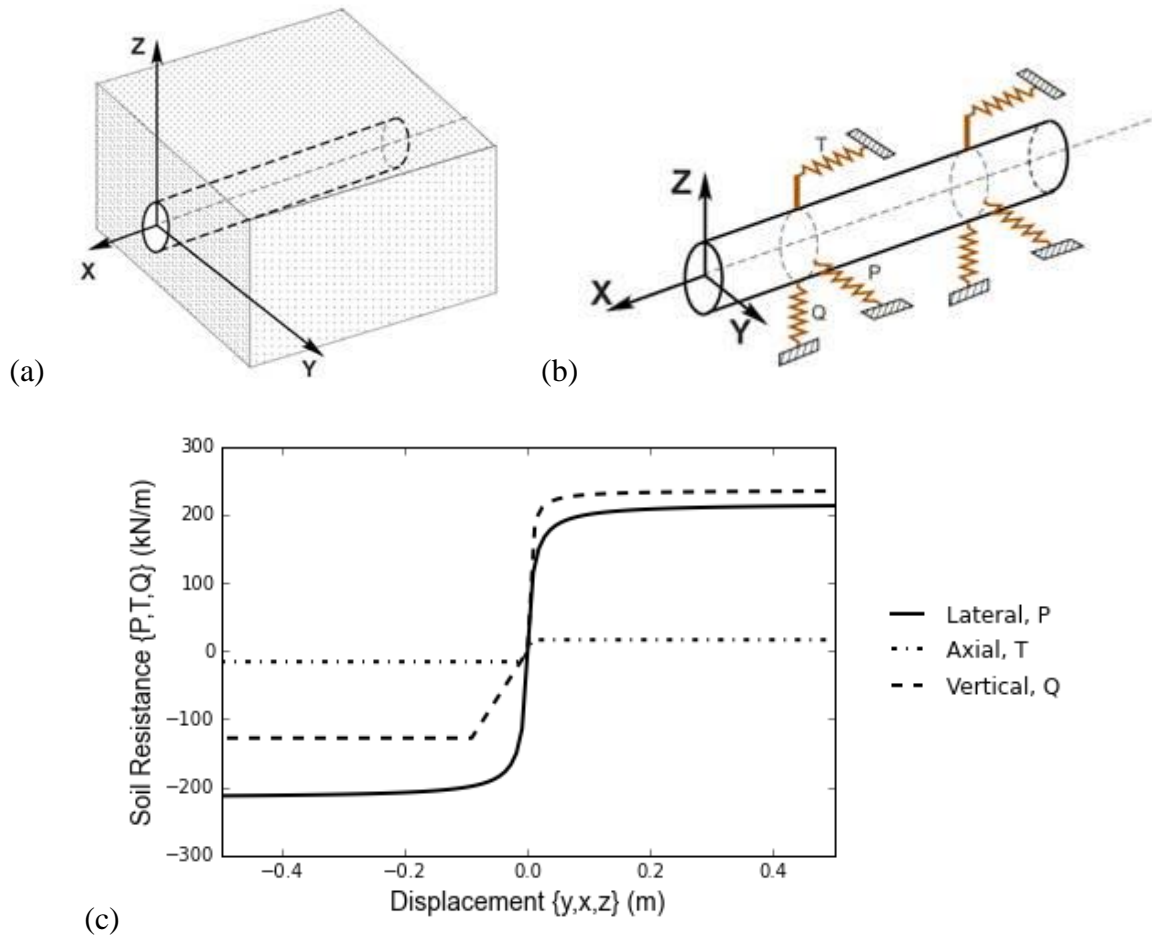 Z
X
Y
(a)
T
Z
P
X
Y
Q
(b)
300
200
100
0
−100
−200
−300
Soil Resistance {P,T,Q} (kN/m)
−0.4 −0.2 0.0 0.2 0.4
Displacement {y,x,z} (m)
Lateral, P
Axial, T
Vertical, Q
(c)